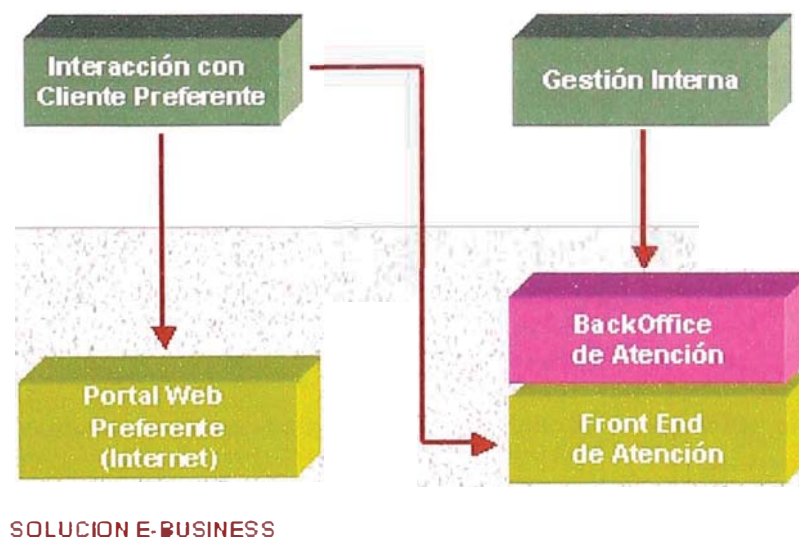 Interacción con
Cliente Preferente
Gestión Interna
BackOffice
de Atención
Portal Web
Preferente
(Internet)
Front End
de Atención
SOLUCION E-BUSINESS